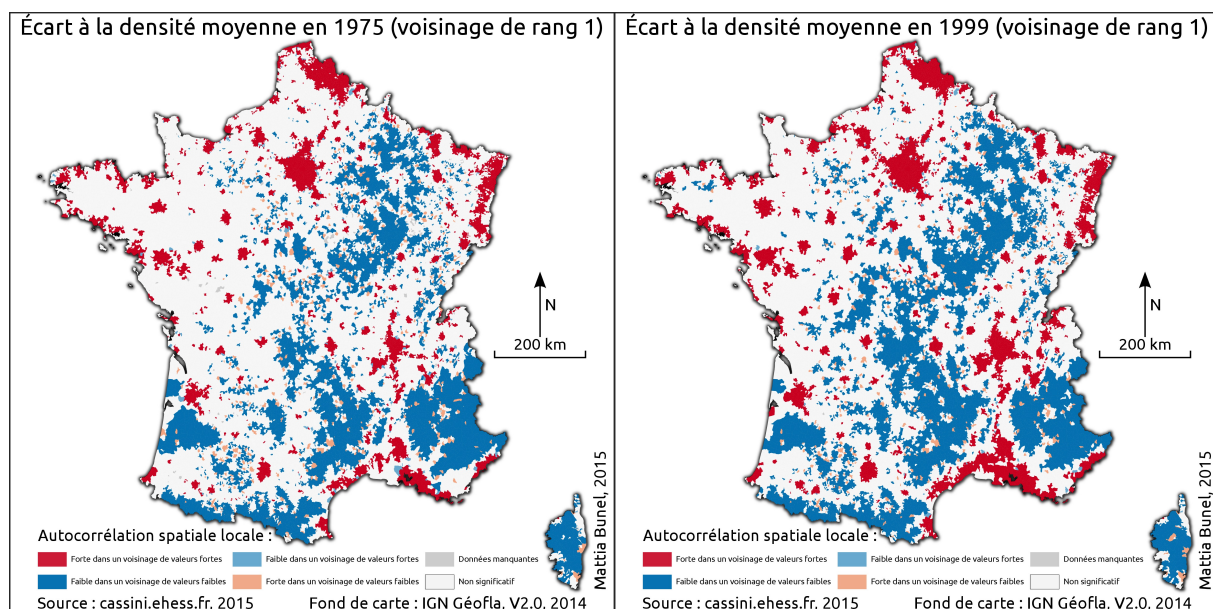 Écart à la densité moyenne en 1975 (voisinage de rang 1)
N
200 km
Mattia Bunel, 2015
Autocorrélation spatiale locale :
Forte dans un voisinage de valeurs fortes
Faible dans un voisinage de valeurs fortes
Données manquantes
Faible dans un voisinage de valeurs faibles
Forte dans un voisinage de valeurs faibles
Non significatif
Source : cassini.ehess.fr, 2015
Fond de carte : IGN Géofla, V2.0, 2014
Écart à la densité moyenne en 1999 (voisinage de rang 1)
N
200 km
Mattia Bunel, 2015
Autocorrélation spatiale locale :
Forte dans un voisinage de valeurs fortes
Faible dans un voisinage de valeurs fortes
Données manquantes
Faible dans un voisinage de valeurs faibles
Forte dans un voisinage de valeurs faibles
Non significatif
Source : cassini.ehess.fr, 2015
Fond de carte : IGN Géofla, V2.0, 2014